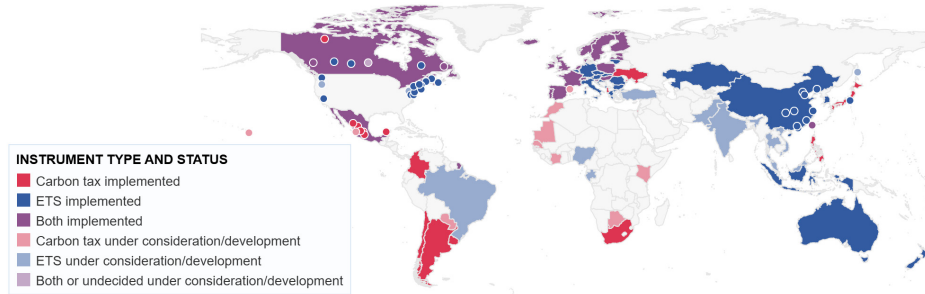 INSTRUMENT TYPE AND STATUS
Carbon tax implemented
ETS implemented
Both implemented
Carbon tax under consideration/development
ETS under consideration/development
Both or undecided under consideration/development